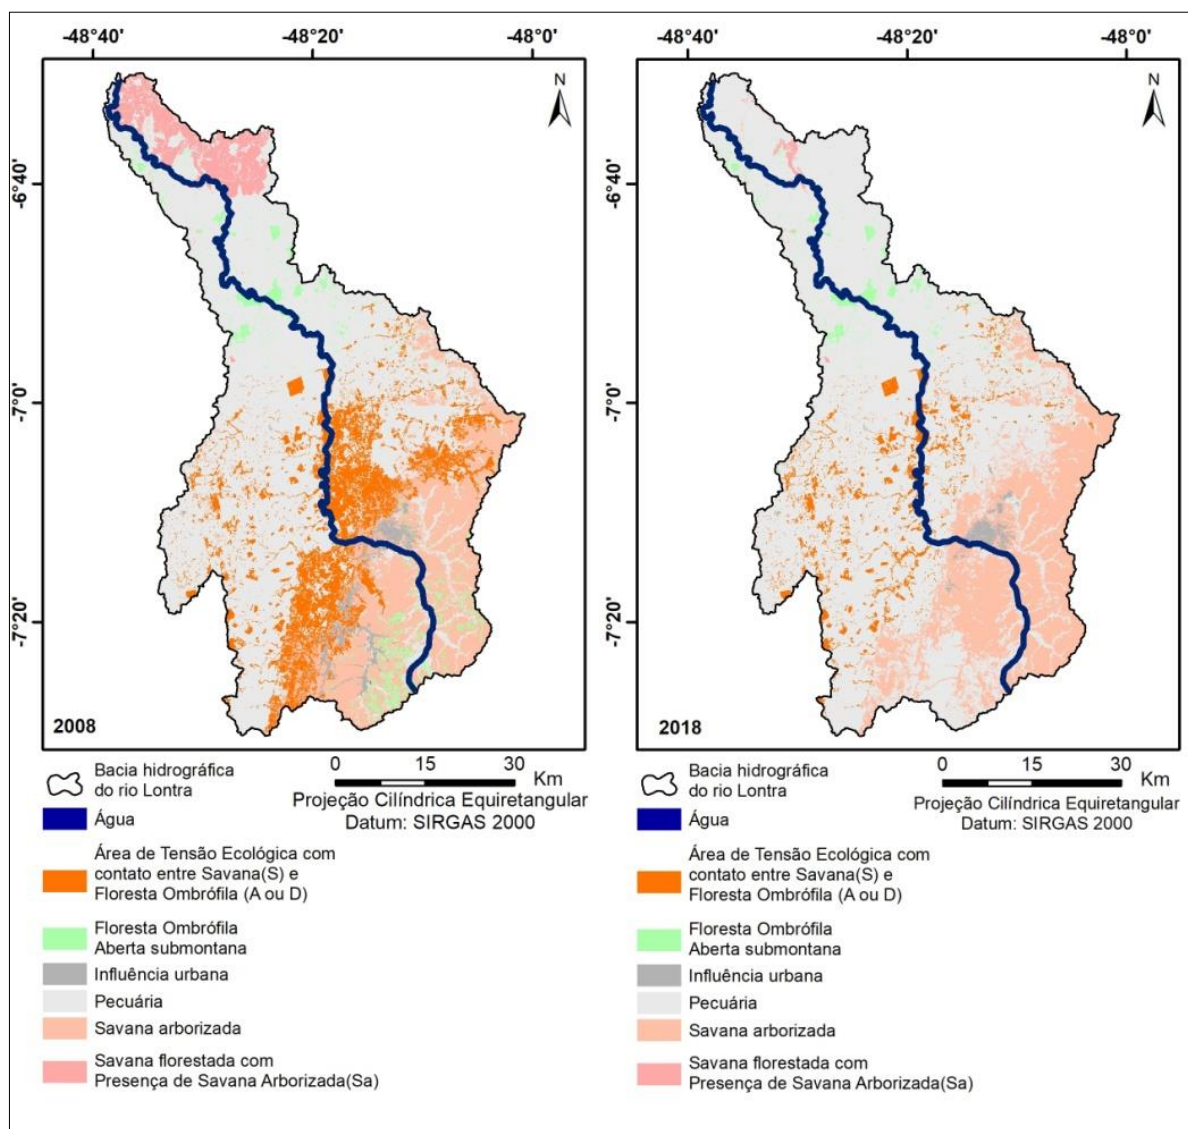 -48°40' -48°20' -48°0'
N
-6°40'
-7°0'
-7°20'
2008
Bacia hidrográfica
do rio Lontra
0 15 30
Km
Projeção Cilíndrica Equiretangular
Datum: SIRGAS 2000
Água
Área de Tensão Ecológica com
contato entre Savana(S) e
Floresta Ombrófila (A ou D)
Floresta Ombrófila
Aberta submontana
Influência urbana
Pecuária
Savana arborizada
Savana florestada com
Presença de Savana Arborizada(Sa)
-48°40' -48°20' -48°0'
N
-6°40'
-7°0'
-7°20'
2018
Bacia hidrográfica
do rio Lontra
0 15 30
Km
Projeção Cilíndrica Equiretangular
Datum: SIRGAS 2000
Água
Área de Tensão Ecológica com
contato entre Savana(S) e
Floresta Ombrófila (A ou D)
Floresta Ombrófila
Aberta submontana
Influência urbana
Pecuária
Savana arborizada
Savana florestada com
Presença de Savana Arborizada(Sa)